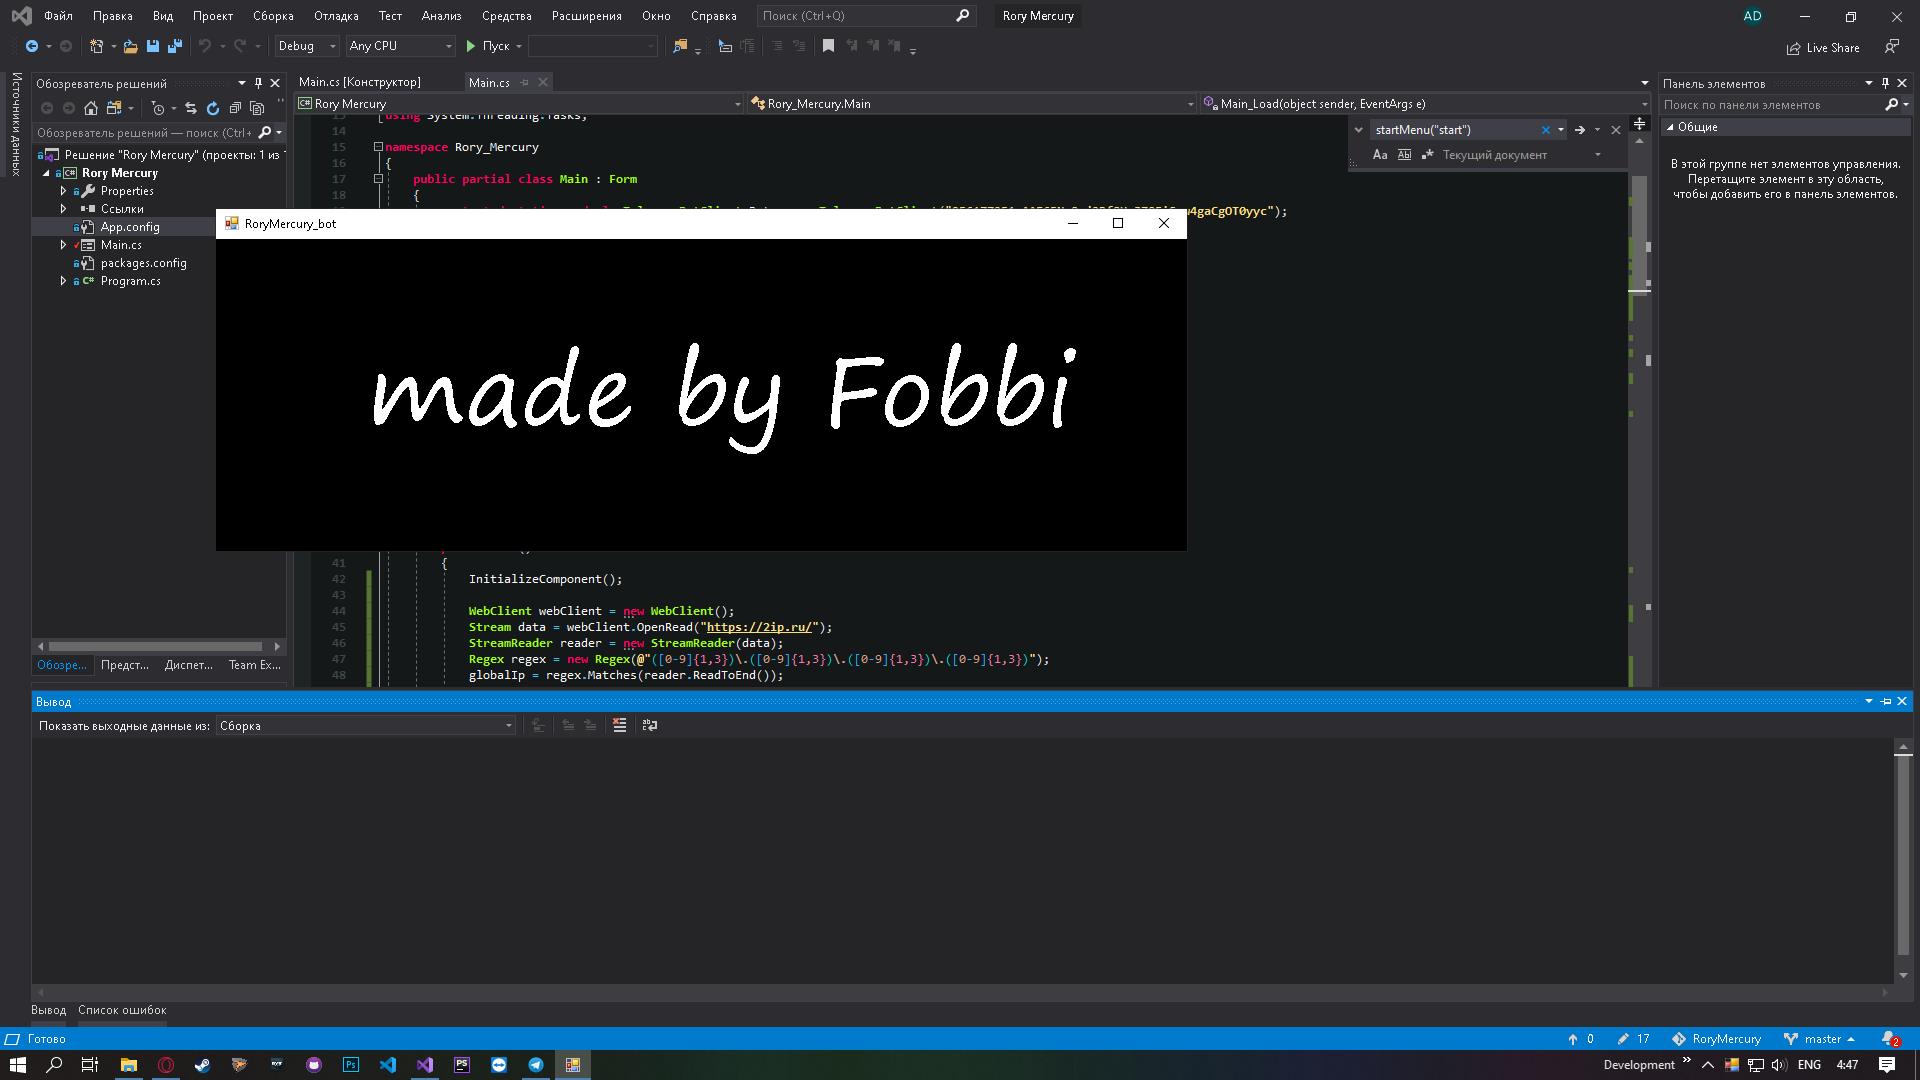 Файл Правка Вид Проект Сборка Отладка Тест Анализ Средства Расширения Окно Справка Поиск (Ctrl+Q) Rory Mercury AD
Debug Any CPU Пуск Live Share
Источники данных
Обозреватель решений
Обозреватель решений — поиск (Ctrl+
Решение "Rory Mercury" (проекты: 1 из 1
Rory Mercury
Properties
Ссылки
App.config
Main.cs
packages.config
Program.cs
Обозре... Предст... Диспет... Team Ex...
Main.cs [Конструктор] Main.cs
Rory Mercury Rory_Mercury.Main Main_Load(object sender, EventArgs e)
13 using System.Threading.Tasks;
14
15 namespace Rory_Mercury
16 {
17 public partial class Main : Form
18 {
w4gaCgOT0yyc");
startMenu("start")
Aa Ab Текущий документ
RoryMercury_bot
made by Fobbi
41 {
42 InitializeComponent();
43
44 WebClient webClient = new WebClient();
45 Stream data = webClient.OpenRead("https://2ip.ru/");
46 StreamReader reader = new StreamReader(data);
47 Regex regex = new Regex(@"([0-9]{1,3})\.([0-9]{1,3})\.([0-9]{1,3})\.([0-9]{1,3})");
48 globalIp = regex.Matches(reader.ReadToEnd());
Панель элементов
Поиск по панели элементов
Общие
В этой группе нет элементов управления.
Перетащите элемент в эту область,
чтобы добавить его в панель элементов.
Вывод
Показать выходные данные из: Сборка
Вывод Список ошибок
Готово 0 17 RoryMercury master 2
Ps PS Development ENG 4:47